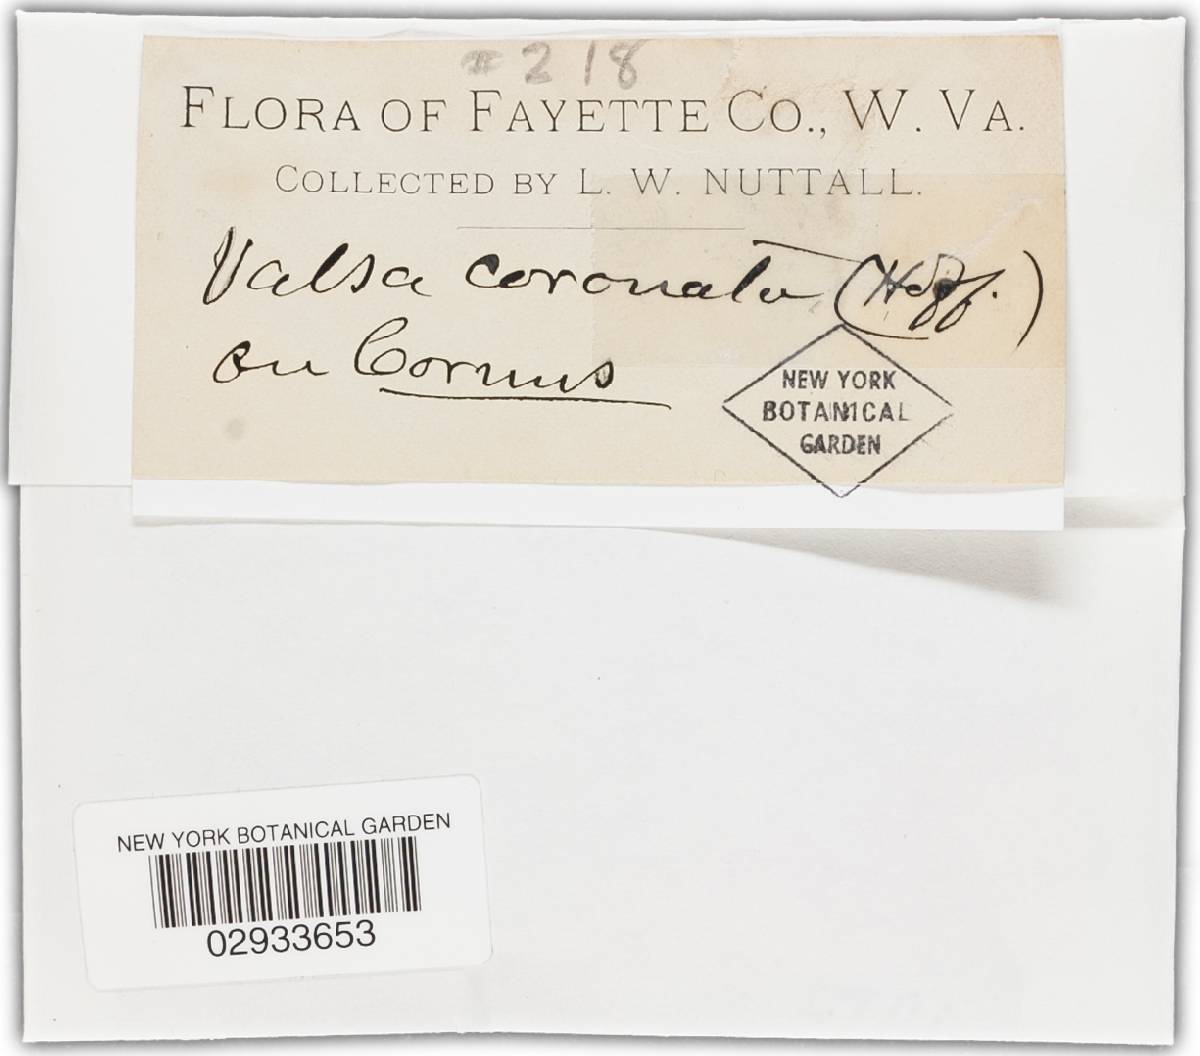 #218
FLORA OF FAYETTE CO., W. VA.
COLLECTED BY L. W. NUTTALL.
Valsa coronata (Hoff.)
on Cornus
NEW YORK
BOTANICAL
GARDEN
NEW YORK BOTANICAL GARDEN
02933653